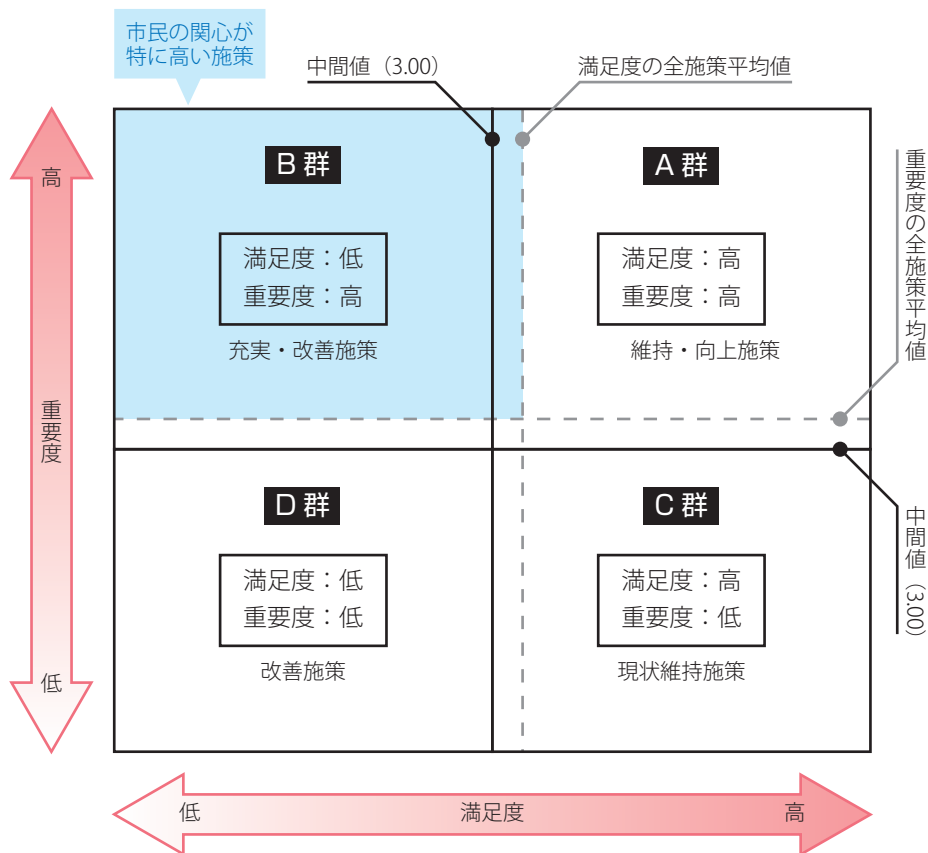 市民の関心が
特に高い施策
中間値（3.00）
満足度の全施策平均値
B 群
満足度：低
重要度：高
充実・改善施策
A 群
満足度：高
重要度：高
維持・向上施策
重要度の全施策平均値
高
重要度
低
D 群
満足度：低
重要度：低
改善施策
C 群
満足度：高
重要度：低
現状維持施策
中間値（3.00）
低
満足度
高